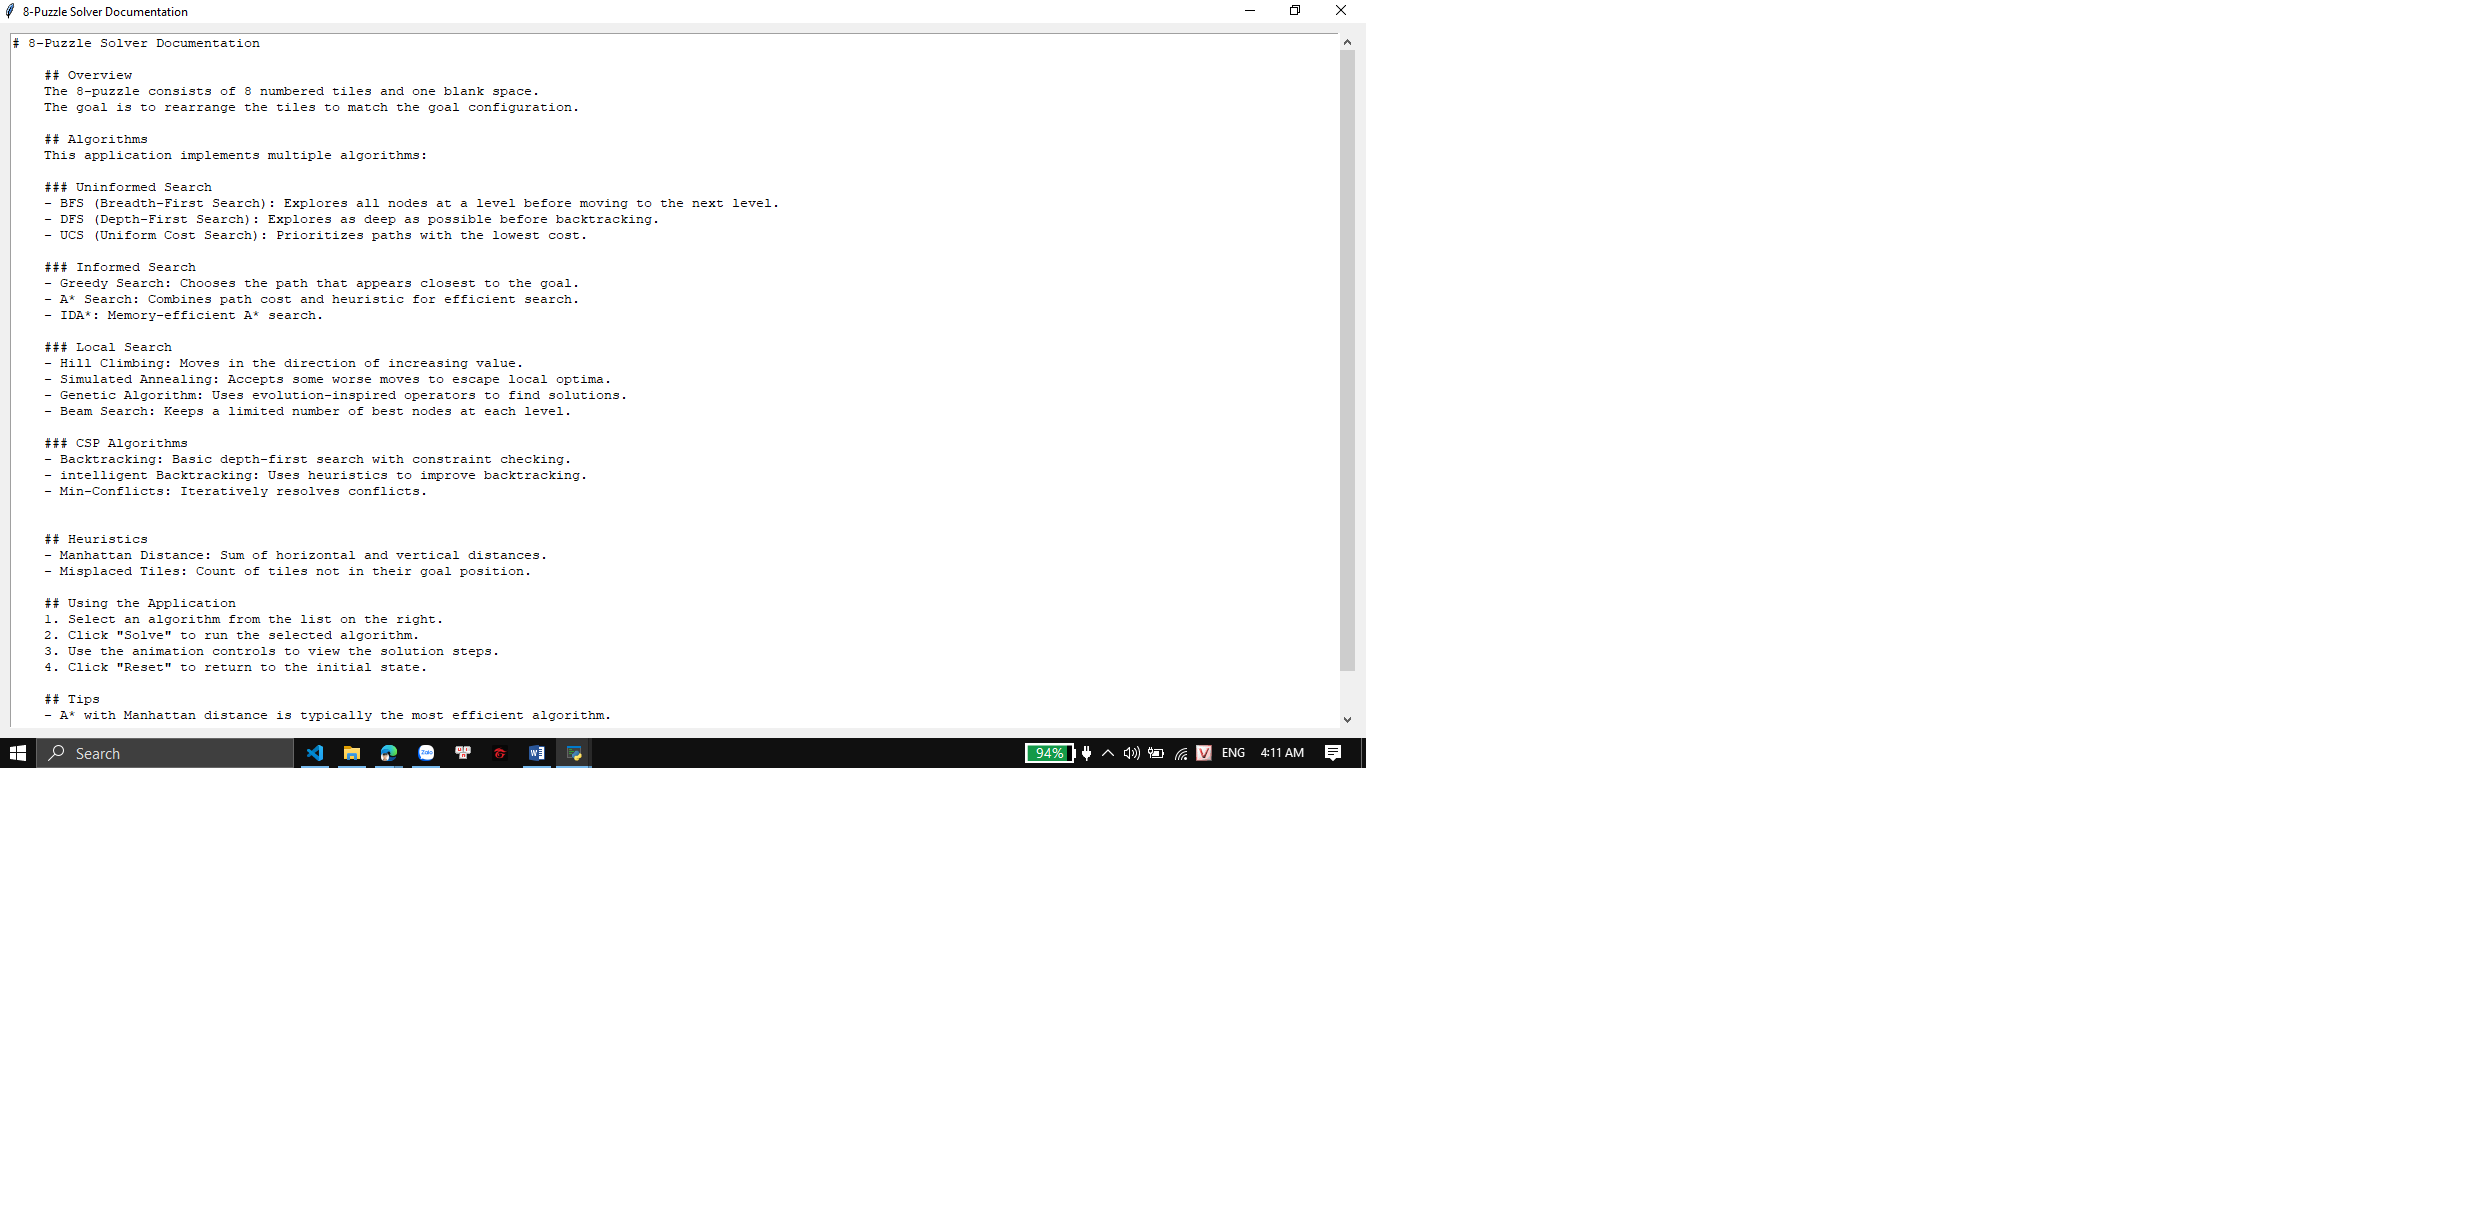 8-Puzzle Solver Documentation
# 8-Puzzle Solver Documentation
## Overview
The 8-puzzle consists of 8 numbered tiles and one blank space.
The goal is to rearrange the tiles to match the goal configuration.
## Algorithms
This application implements multiple algorithms:
### Uninformed Search
- BFS (Breadth-First Search): Explores all nodes at a level before moving to the next level.
- DFS (Depth-First Search): Explores as deep as possible before backtracking.
- UCS (Uniform Cost Search): Prioritizes paths with the lowest cost.
### Informed Search
- Greedy Search: Chooses the path that appears closest to the goal.
- A* Search: Combines path cost and heuristic for efficient search.
- IDA*: Memory-efficient A* search.
### Local Search
- Hill Climbing: Moves in the direction of increasing value.
- Simulated Annealing: Accepts some worse moves to escape local optima.
- Genetic Algorithm: Uses evolution-inspired operators to find solutions.
- Beam Search: Keeps a limited number of best nodes at each level.
### CSP Algorithms
- Backtracking: Basic depth-first search with constraint checking.
- intelligent Backtracking: Uses heuristics to improve backtracking.
- Min-Conflicts: Iteratively resolves conflicts.
## Heuristics
- Manhattan Distance: Sum of horizontal and vertical distances.
- Misplaced Tiles: Count of tiles not in their goal position.
## Using the Application
1. Select an algorithm from the list on the right.
2. Click "Solve" to run the selected algorithm.
3. Use the animation controls to view the solution steps.
4. Click "Reset" to return to the initial state.
## Tips
- A* with Manhattan distance is typically the most efficient algorithm.
Search Zalo W 94% V ENG 4:11 AM